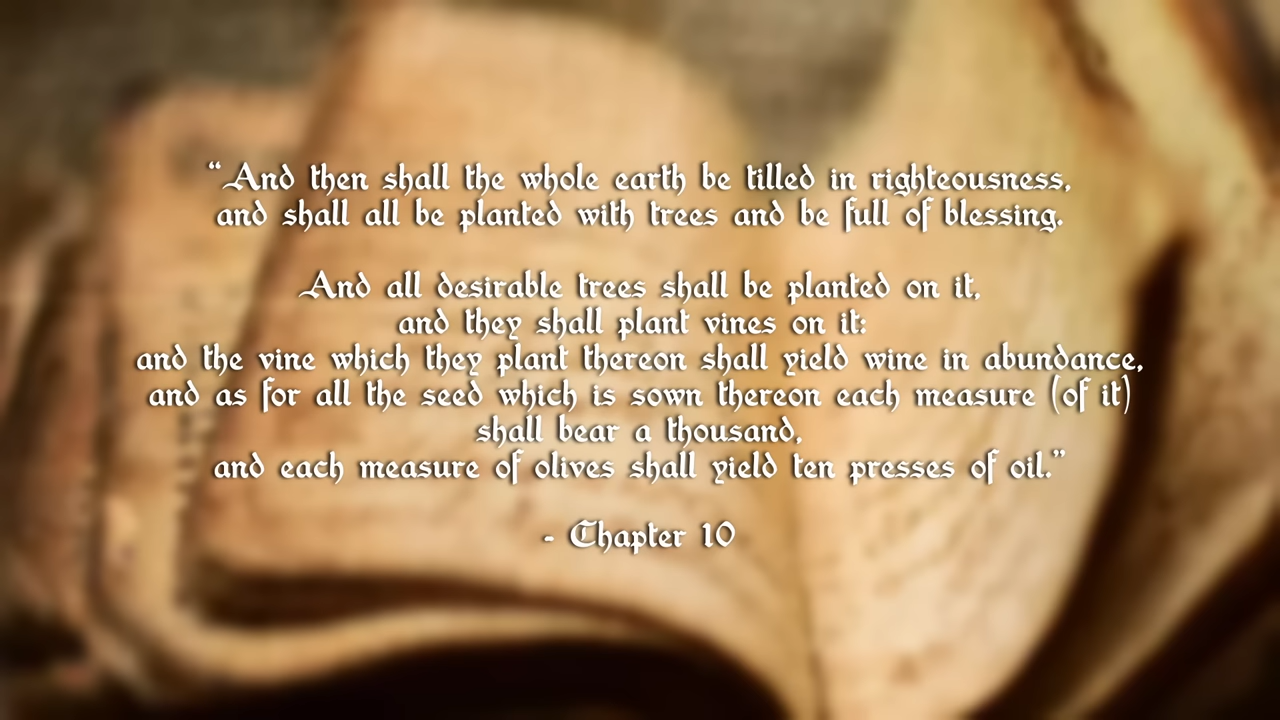 “And then shall the whole earth be tilled in righteousness,
and shall all be planted with trees and be full of blessing.
And all desirable trees shall be planted on it,
and they shall plant vines on it:
and the vine which they plant thereon shall yield wine in abundance,
and as for all the seed which is sown thereon each measure (of it)
shall bear a thousand,
and each measure of olives shall yield ten presses of oil.”
- Chapter 10